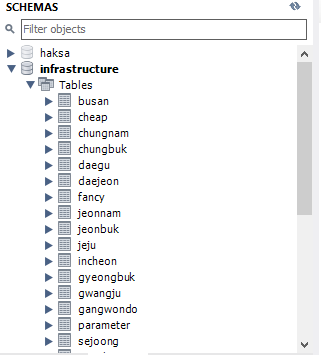 SCHEMAS
Filter objects
haksa
infrastructure
Tables
busan
cheap
chungnam
chungbuk
daegu
daejeon
fancy
jeonnam
jeonbuk
jeju
incheon
gyeongbuk
gwangju
gangwondo
parameter
sejoong